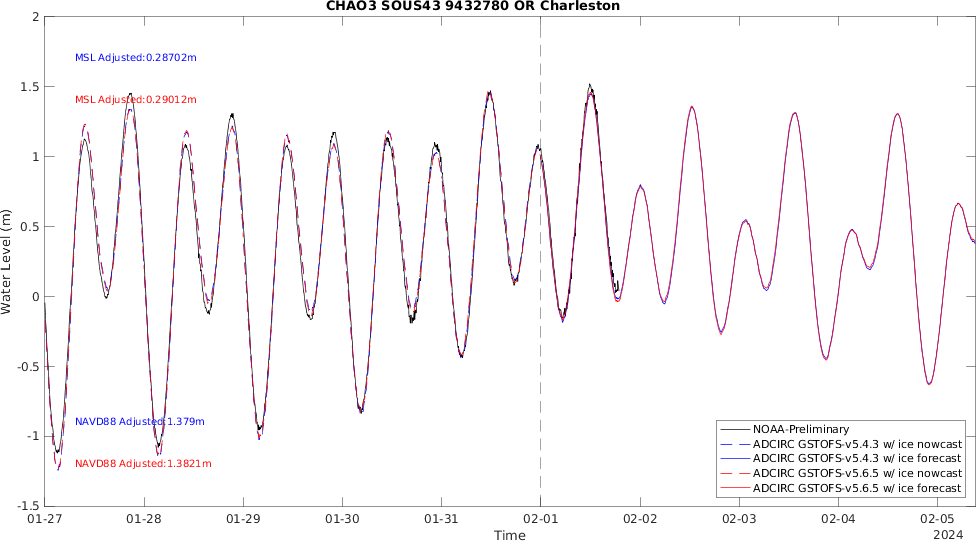 CHAO3 SOUS43 9432780 OR Charleston
2
1.5
1
0.5
0
-0.5
-1
-1.5
Water Level (m)
MSL Adjusted:0.28702m
MSL Adjusted:0.29012m
NAVD88 Adjusted:1.379m
NAVD88 Adjusted:1.3821m
NOAA-Preliminary
ADCIRC GSTOFS-v5.4.3 w/ ice nowcast
ADCIRC GSTOFS-v5.4.3 w/ ice forecast
ADCIRC GSTOFS-v5.6.5 w/ ice nowcast
ADCIRC GSTOFS-v5.6.5 w/ ice forecast
01-27 01-28 01-29 01-30 01-31 02-01 02-02 02-03 02-04 02-05
Time
2024